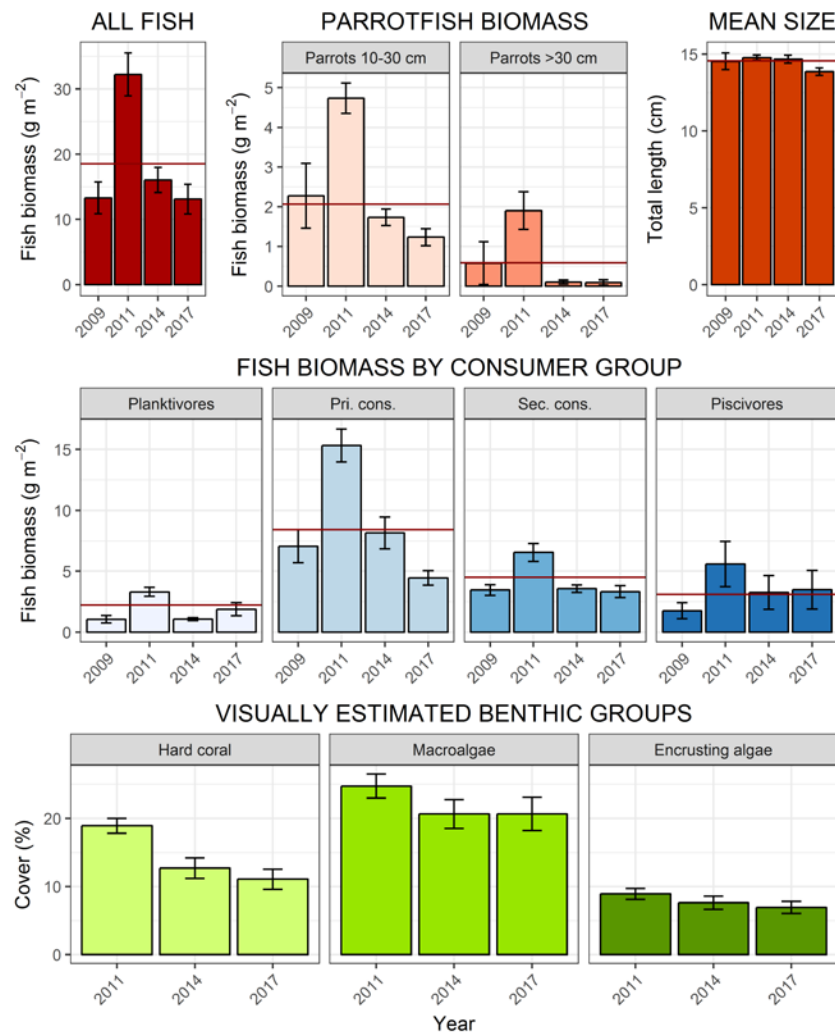 ALL FISH
Fish biomass (g m⁻²)
30
20
10
0
2009 2011 2014 2017
PARROTFISH BIOMASS
Parrots 10-30 cm Parrots >30 cm
Fish biomass (g m⁻²)
5
4
3
2
1
0
2009 2011 2014 2017 2009 2011 2014 2017
MEAN SIZE
Total length (cm)
15
10
5
0
2009 2011 2014 2017
FISH BIOMASS BY CONSUMER GROUP
Planktivores Pri. cons. Sec. cons. Piscivores
Fish biomass (g m⁻²)
15
10
5
0
2009 2011 2014 2017 2009 2011 2014 2017 2009 2011 2014 2017 2009 2011 2014 2017
VISUALLY ESTIMATED BENTHIC GROUPS
Hard coral Macroalgae Encrusting algae
Cover (%)
20
10
0
2011 2014 2017 2011 2014 2017 2011 2014 2017
Year